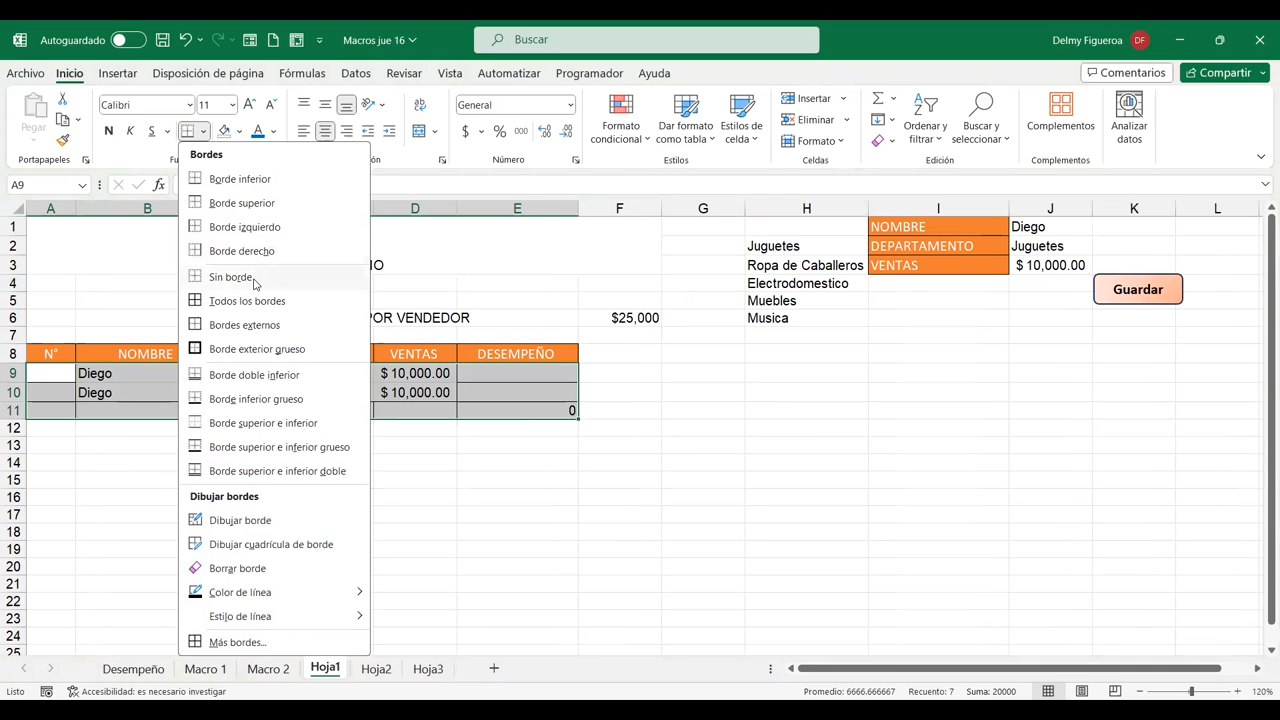 Autoguardado
Macros jue 16
Buscar
Delmy Figueroa DF
Archivo Inicio Insertar Disposición de página Fórmulas Datos Revisar Vista Automatizar Programador Ayuda
Comentarios Compartir
Pegar
Portapapeles
Calibri 11
N K S
General
$ % 000
Número
Formato condicional
Dar formato como tabla
Estilos de celda
Estilos
Insertar
Eliminar
Formato
Celdas
Ordenar y filtrar
Buscar y seleccionar
Edición
Complementos
Complementos
Analizar datos
A9 fx
Bordes
Borde inferior
Borde superior
Borde izquierdo
Borde derecho
Sin borde
Todos los bordes
Bordes externos
Borde exterior grueso
Borde doble inferior
Borde inferior grueso
Borde superior e inferior
Borde superior e inferior grueso
Borde superior e inferior doble
Dibujar bordes
Dibujar borde
Dibujar cuadrícula de borde
Borrar borde
Color de línea
Estilo de línea
Más bordes...
A B D E F G H I J K L
1 NOMBRE Diego
2 Juguetes DEPARTAMENTO Juguetes
3 Ropa de Caballeros VENTAS $ 10,000.00
4 Electrodomestico
Guardar
5 Muebles
6 POR VENDEDOR $25,000 Musica
7
8 N° NOMBRE VENTAS DESEMPEÑO
9 Diego $ 10,000.00
10 Diego $ 10,000.00
11 0
12
13
14
15
16
17
18
19
20
21
22
23
24
25
Desempeño Macro 1 Macro 2 Hoja1 Hoja2 Hoja3
Listo Accesibilidad: es necesario investigar Promedio: 6666.666667 Recuento: 7 Suma: 20000 120%